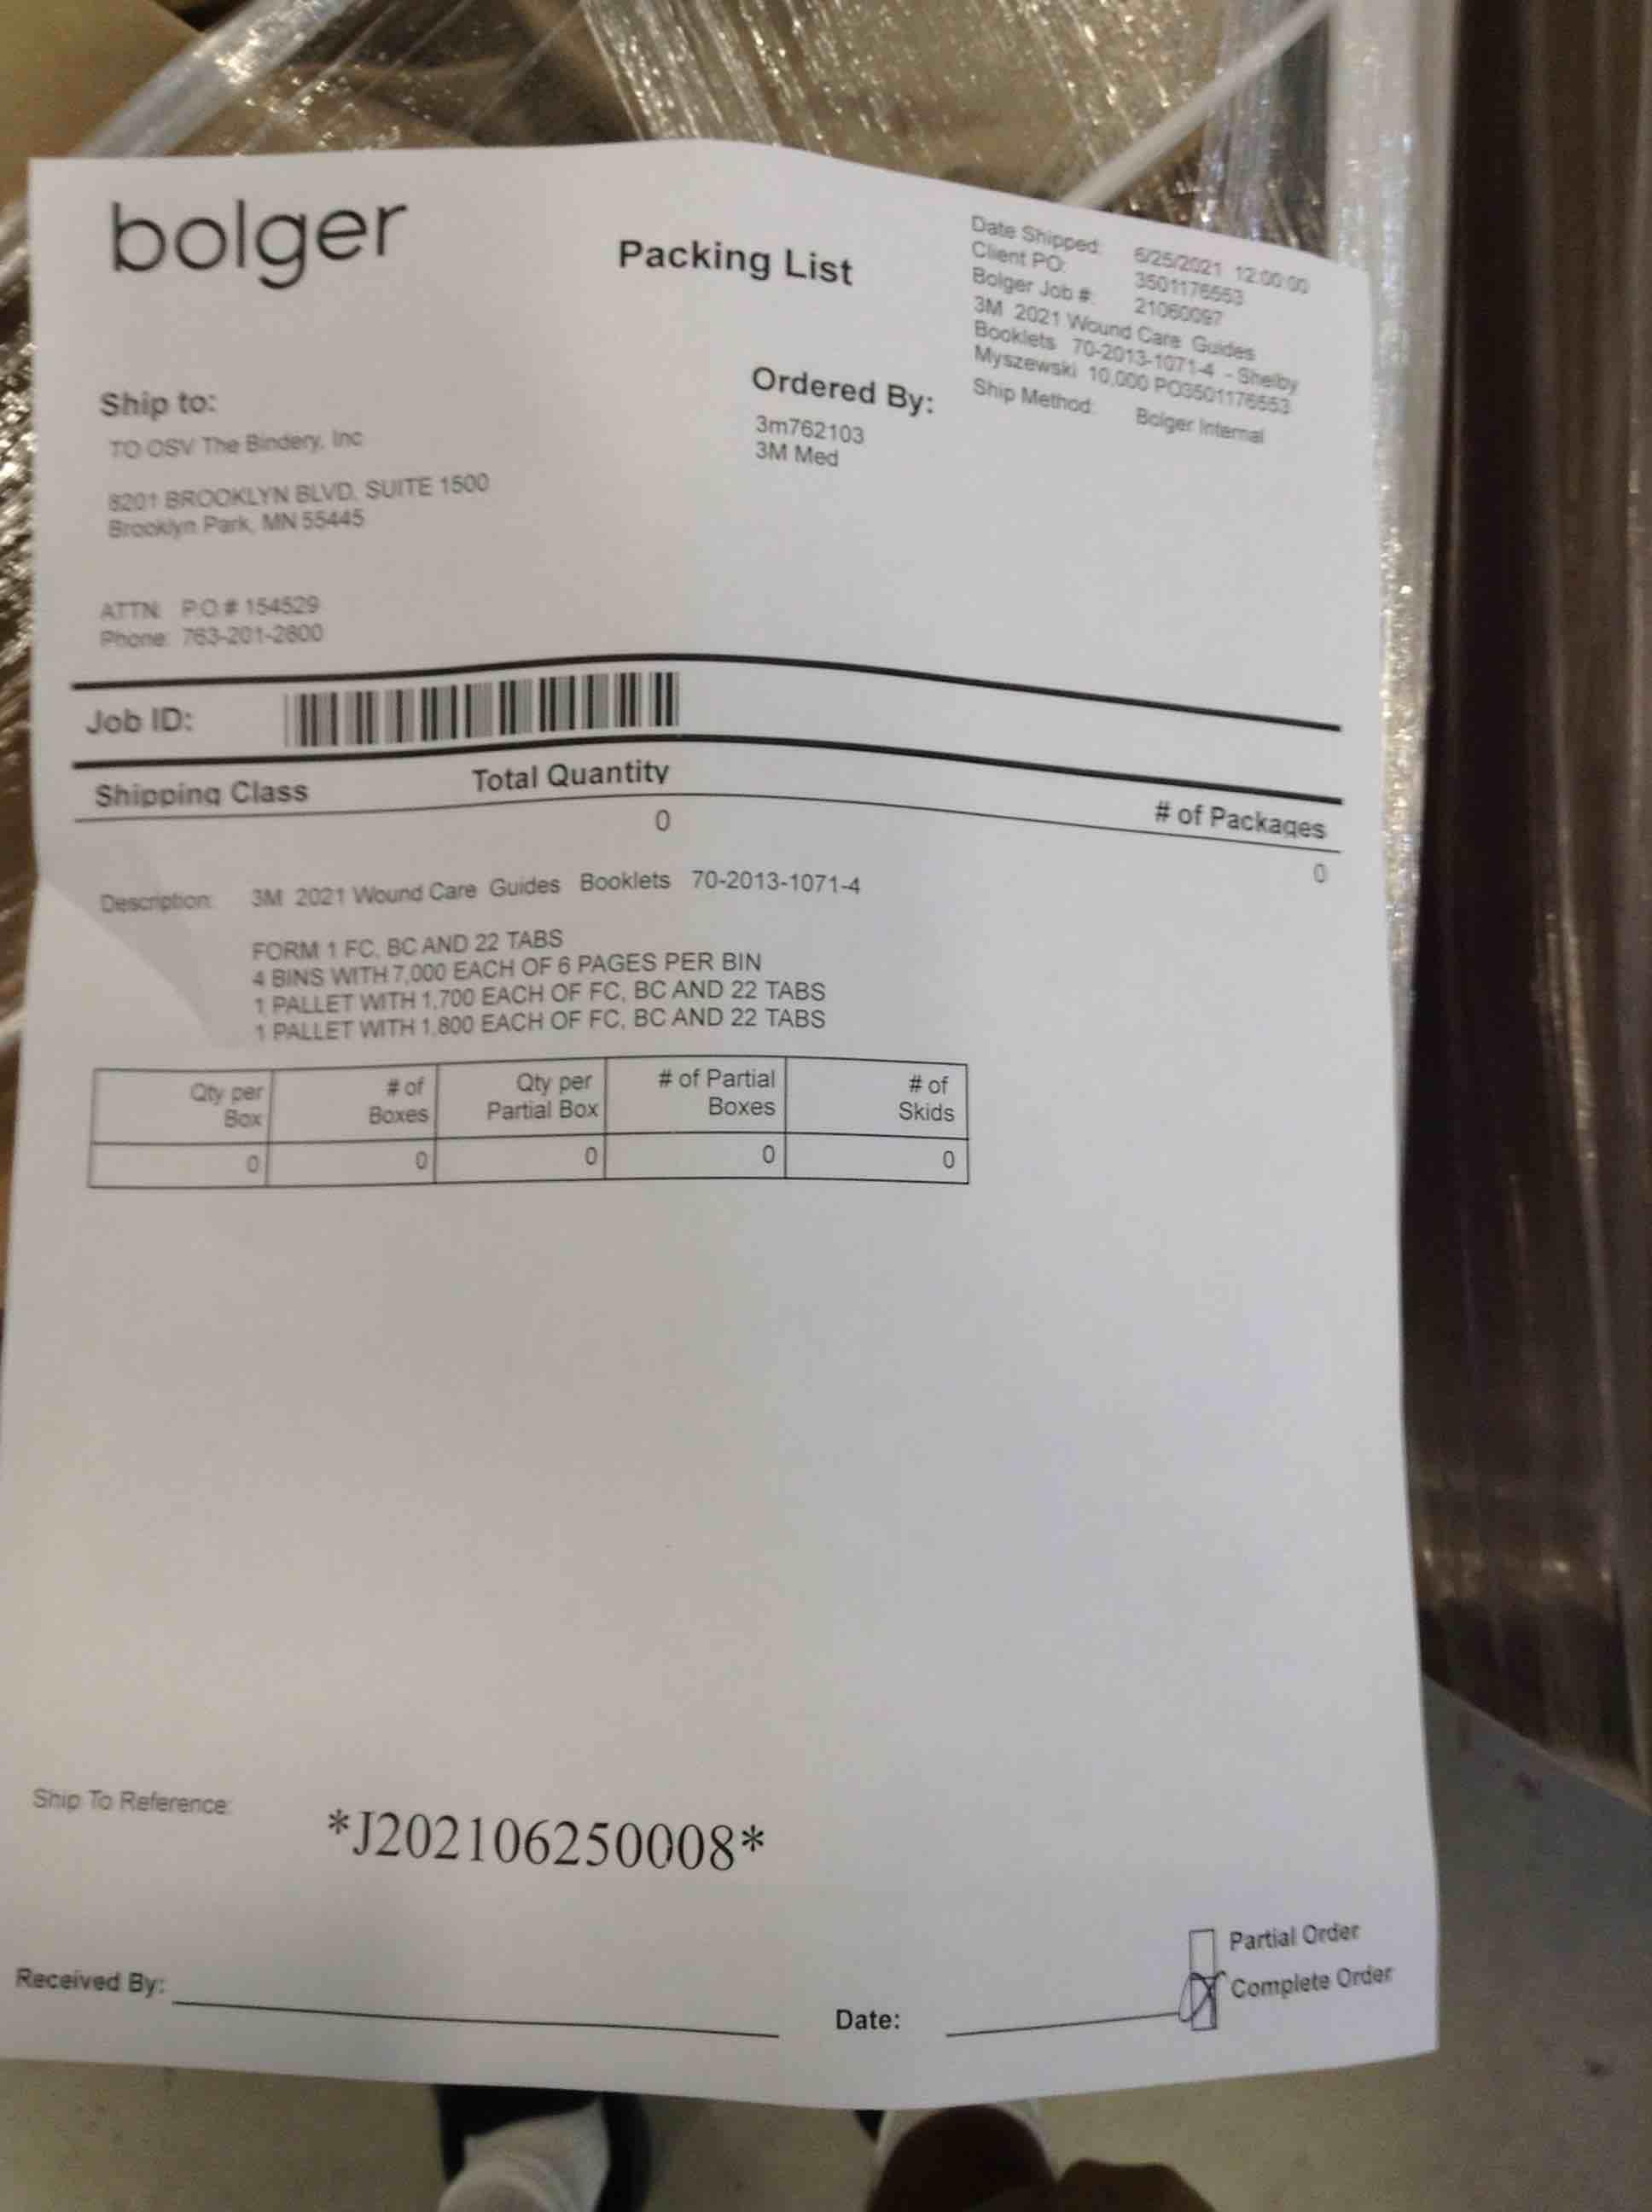 bolger
Packing List
Date Shipped: 6/25/2021 12:00:00
Client PO: 3501176553
Bolger Job #: 21060097
3M 2021 Wound Care Guides
Booklets 70-2013-1071-4 - Shelby
Myszewski 10,000 PO3501176553
Ship Method: Bolger Internal
Ship to:
TO OSV The Bindery, Inc
8201 BROOKLYN BLVD, SUITE 1500
Brooklyn Park, MN 55445
ATTN: P.O.# 154529
Phone: 763-201-2800
Ordered By:
3m762103
3M Med
Job ID:
Shipping Class Total Quantity # of Packages
0 0
Description: 3M 2021 Wound Care Guides Booklets 70-2013-1071-4
FORM 1 FC, BC AND 22 TABS
4 BINS WITH 7,000 EACH OF 6 PAGES PER BIN
1 PALLET WITH 1,700 EACH OF FC, BC AND 22 TABS
1 PALLET WITH 1,800 EACH OF FC, BC AND 22 TABS
Qty per Box # of Boxes Qty per Partial Box # of Partial Boxes # of Skids
0 0 0 0 0
Ship To Reference:
*J202106250008*
Partial Order
Complete Order
Received By:
Date: